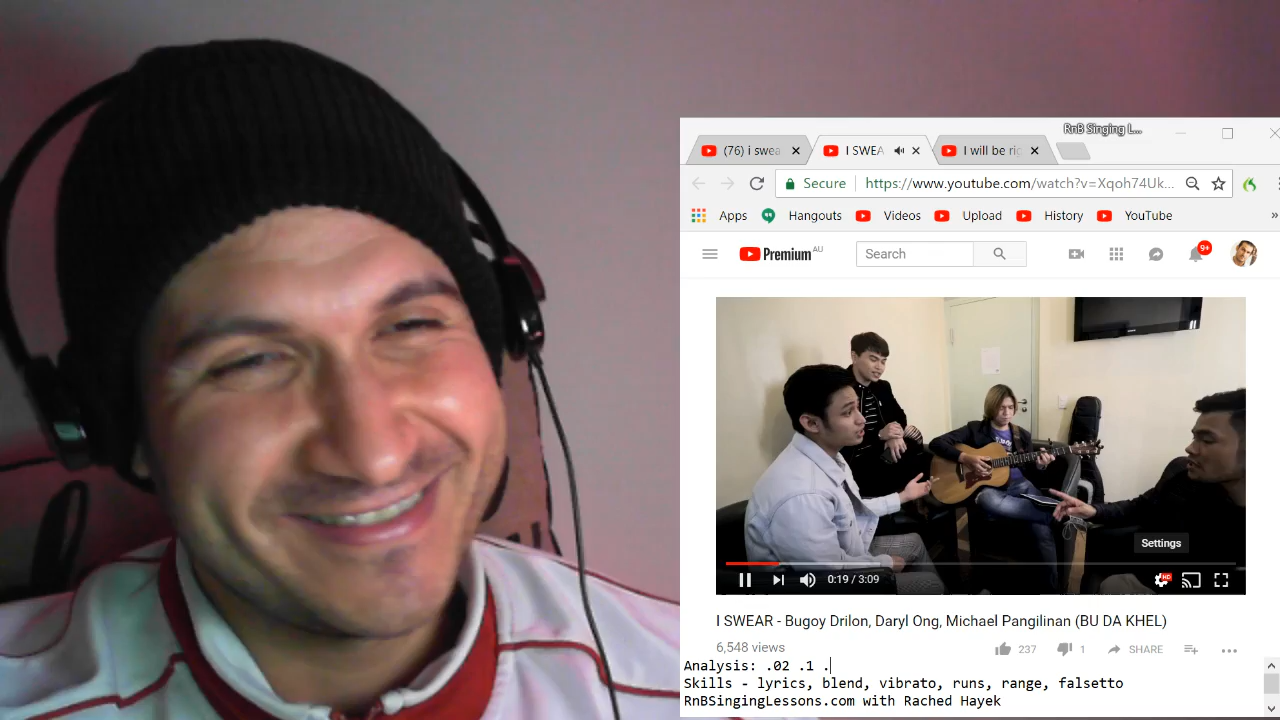 RnB Singing L...
(76) i swea
I SWEA
I will be rig
Secure
https://www.youtube.com/watch?v=Xqoh74Uk...
Apps
Hangouts
Videos
Upload
History
YouTube
»
Premium AU
Search
9+
Settings
0:19 / 3:09
HD
I SWEAR - Bugoy Drilon, Daryl Ong, Michael Pangilinan (BU DA KHEL)
6,548 views
237
1
SHARE
Analysis: .02 .1 .
Skills - lyrics, blend, vibrato, runs, range, falsetto
RnBSingingLessons.com with Rached Hayek